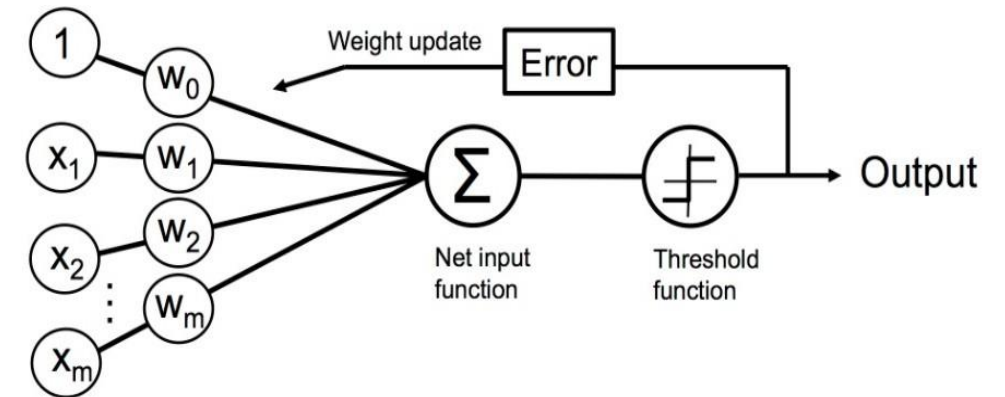 1
w₀
Weight update
Error
x₁
w₁
Σ
Output
x₂
w₂
Net input
function
Threshold
function
⋮
wₘ
xₘ